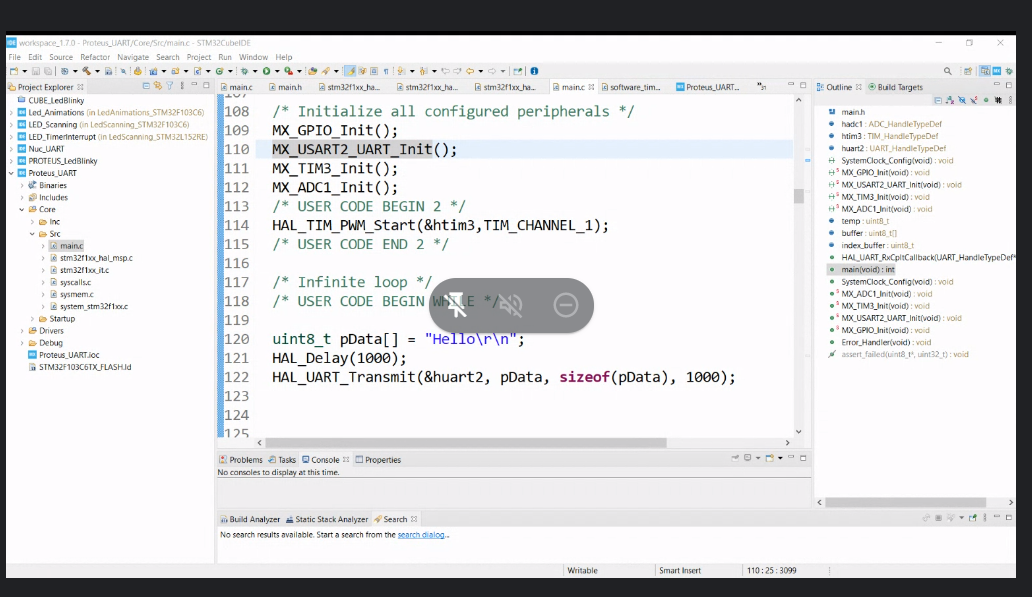 workspace_1.7.0 - Proteus_UART/Core/Src/main.c - STM32CubeIDE
File Edit Source Refactor Navigate Search Project Run Window Help
Project Explorer
CUBE_LedBlinky
Led_Animations (in LedAnimations_STM32F103C6)
LED_Scanning (in LedScanning_STM32F103C6)
LED_TimerInterrupt (in LedScanning_STM32L152RE)
Nuc_UART
PROTEUS_LedBlinky
Proteus_UART
Binaries
Includes
Core
Inc
Src
main.c
stm32f1xx_hal_msp.c
stm32f1xx_it.c
syscalls.c
sysmem.c
system_stm32f1xx.c
Startup
Drivers
Debug
Proteus_UART.ioc
STM32F103C6TX_FLASH.ld
main.c main.h stm32f1xx_ha... stm32f1xx_ha... stm32f1xx_ha... main.c software_tim... Proteus_UART...
107
108 /* Initialize all configured peripherals */
109 MX_GPIO_Init();
110 MX_USART2_UART_Init();
111 MX_TIM3_Init();
112 MX_ADC1_Init();
113 /* USER CODE BEGIN 2 */
114 HAL_TIM_PWM_Start(&htim3,TIM_CHANNEL_1);
115 /* USER CODE END 2 */
116
117 /* Infinite loop */
118 /* USER CODE BEGIN WHILE */
119
120 uint8_t pData[] = "Hello\r\n";
121 HAL_Delay(1000);
122 HAL_UART_Transmit(&huart2, pData, sizeof(pData), 1000);
123
124
125
Problems Tasks Console Properties
No consoles to display at this time.
Build Analyzer Static Stack Analyzer Search
No search results available. Start a search from the search dialog...
Outline Build Targets
main.h
hadc1 : ADC_HandleTypeDef
htim3 : TIM_HandleTypeDef
huart2 : UART_HandleTypeDef
SystemClock_Config(void) : void
MX_GPIO_Init(void) : void
MX_USART2_UART_Init(void) : void
MX_TIM3_Init(void) : void
MX_ADC1_Init(void) : void
temp : uint8_t
buffer : uint8_t[]
index_buffer : uint8_t
HAL_UART_RxCpltCallback(UART_HandleTypeDef*
main(void) : int
SystemClock_Config(void) : void
MX_ADC1_Init(void) : void
MX_TIM3_Init(void) : void
MX_USART2_UART_Init(void) : void
MX_GPIO_Init(void) : void
Error_Handler(void) : void
assert_failed(uint8_t*, uint32_t) : void
Writable Smart Insert 110 : 25 : 3099